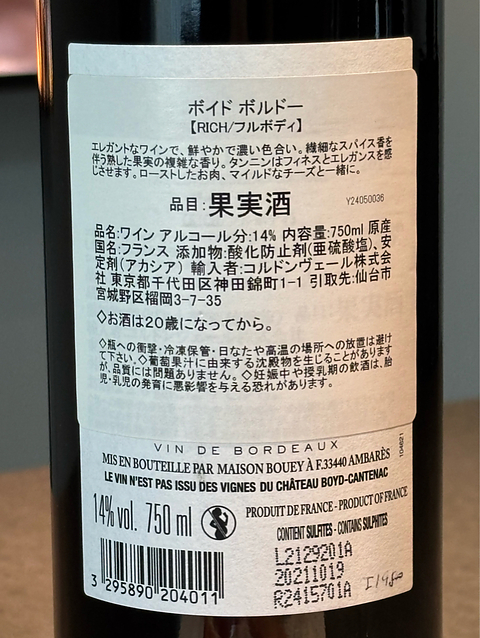 ボイド ボルドー
【RICH/フルボディ】
エレガントなワインで、鮮やかで濃い色合い。繊細なスパイス香を
伴う熟した果実の複雑な香り。タンニンはフィネスとエレガンスを感
じさせます。ローストしたお肉、マイルドなチーズと一緒に。
品目:果実酒
Y24050036
品名:ワイン アルコール分:14% 内容量:750ml 原産
国名:フランス 添加物:酸化防止剤(亜硫酸塩)、安
定剤(アカシア) 輸入者:コルドンヴェール株式会
社 東京都千代田区神田錦町1-1 引取先:仙台市
宮城野区榴岡3-7-35
◇お酒は20歳になってから。
◇瓶への衝撃・冷凍保管・日なたや高温の場所への放置は避け
て下さい。◇葡萄果汁に由来する沈殿物を生じることがあります
が、品質には問題ありません。◇妊娠中や授乳期の飲酒は、胎
児・乳児の発育に悪影響を与える恐れがあります。
VIN DE BORDEAUX
MIS EN BOUTEILLE PAR MAISON BOUEY À F.33440 AMBARÈS
LE VIN N'EST PAS ISSU DES VIGNES DU CHÂTEAU BOYD-CANTENAC
104621
14% vol. 750 ml
PRODUIT DE FRANCE - PRODUCT OF FRANCE
CONTIENT SULFITES - CONTAINS SULPHITES
L2129201A
20211019
R2415701A
3 295890 204011